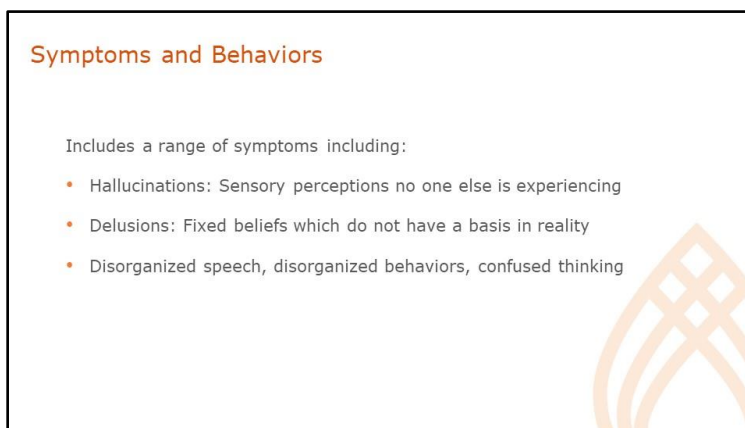 Symptoms and Behaviors
Includes a range of symptoms including:
• Hallucinations: Sensory perceptions no one else is experiencing
• Delusions: Fixed beliefs which do not have a basis in reality
• Disorganized speech, disorganized behaviors, confused thinking